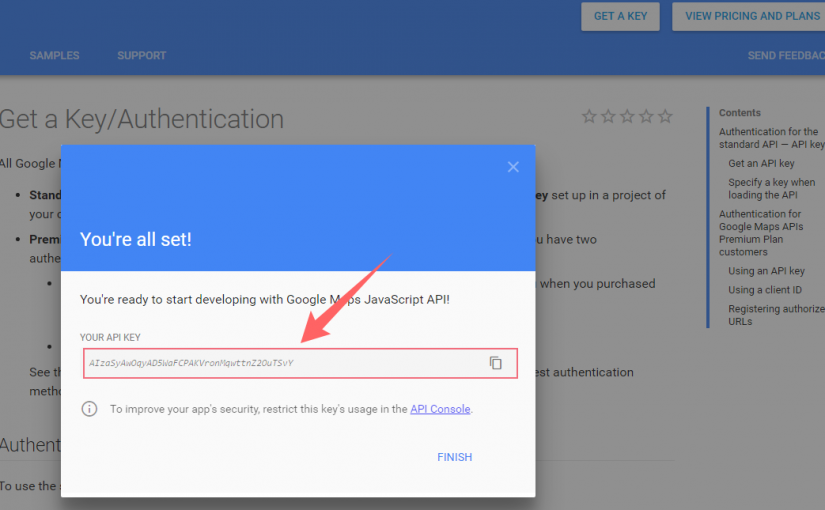 GET A KEY
VIEW PRICING AND PLANS
SAMPLES
SUPPORT
SEND FEEDBAC
Get a Key/Authentication
All Google
Stand
ey set up in a project of
your
Premi
u have two
authe
when you purchased
See th
est authentication
metho
Authent
To use the
You're all set!
You're ready to start developing with Google Maps JavaScript API!
YOUR API KEY
AIzaSyAwOqyAD5WaFCPAKVronMqwttnZ2OuTSvY
To improve your app's security, restrict this key's usage in the API Console.
FINISH
Contents
Authentication for the
standard API — API key
Get an API key
Specify a key when
loading the API
Authentication for
Google Maps APIs
Premium Plan
customers
Using an API key
Using a client ID
Registering authorize
URLs